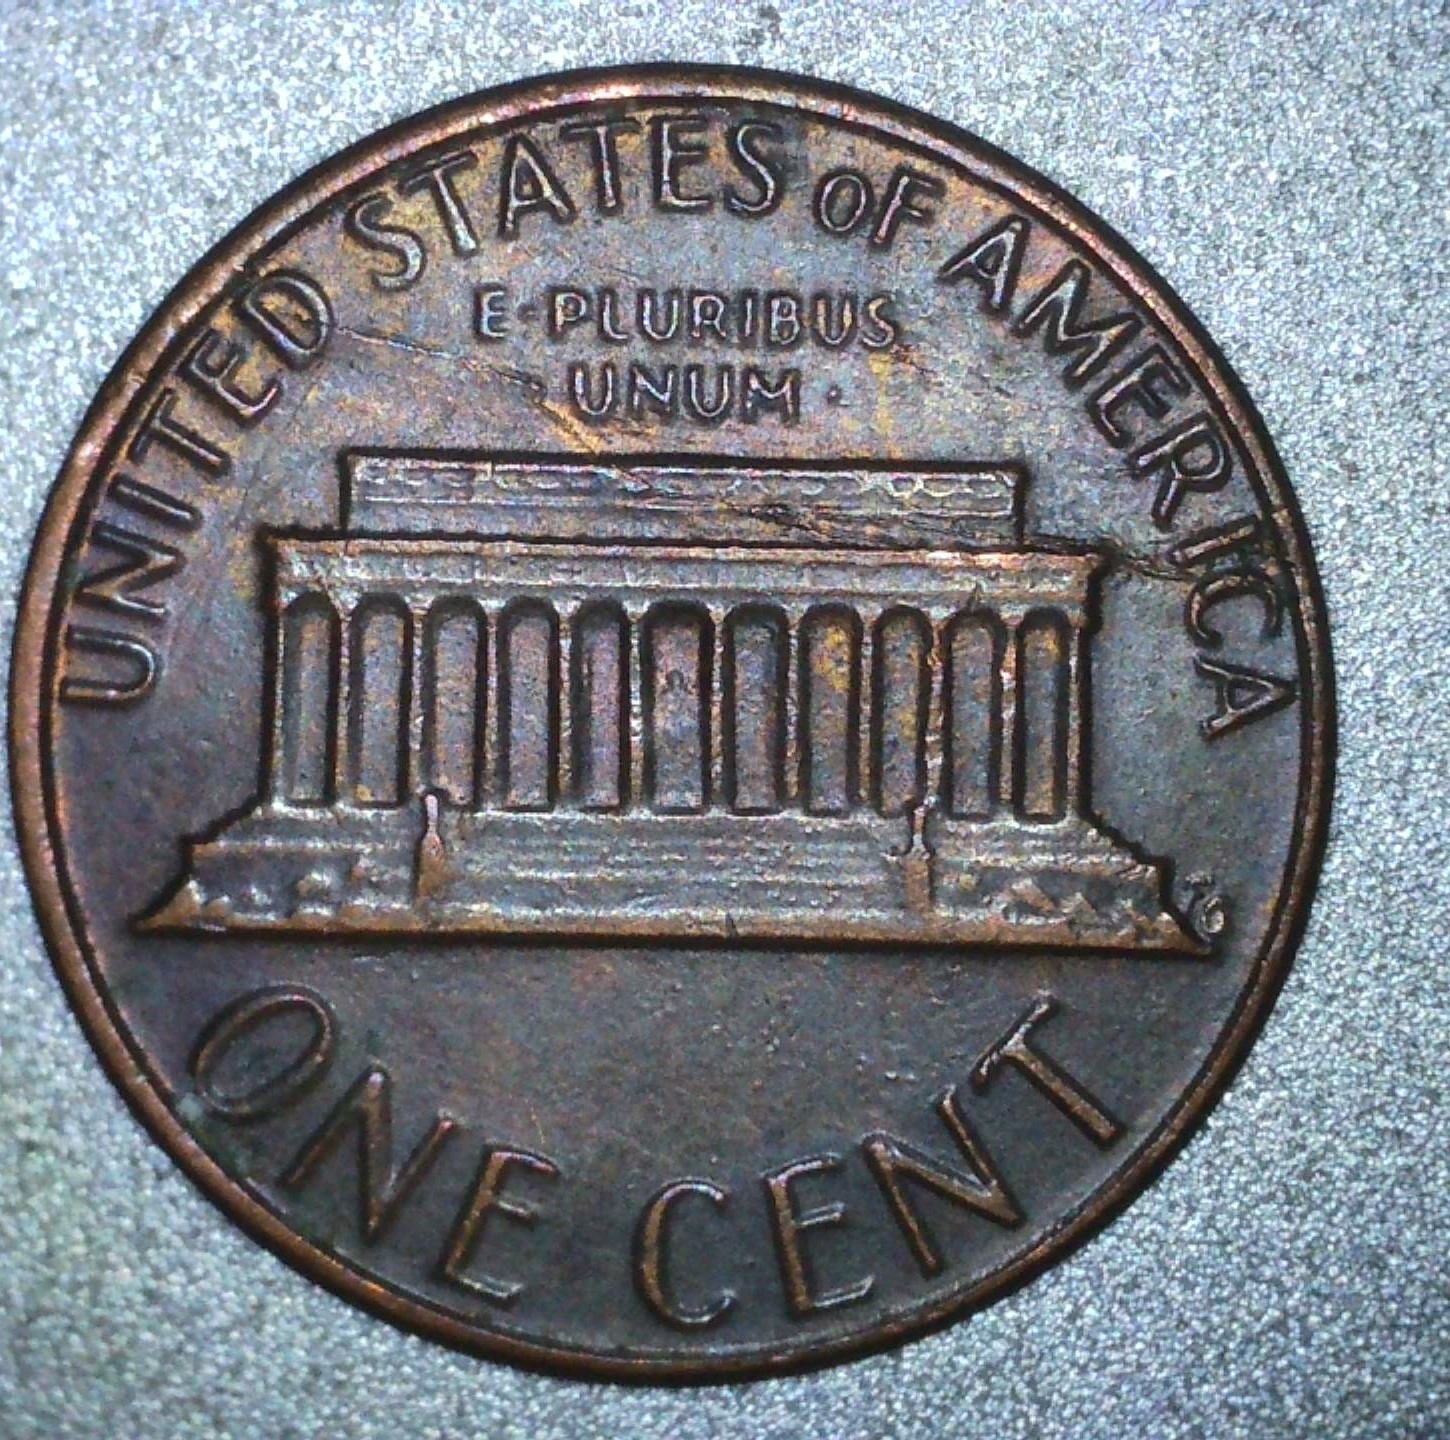 UNITED STATES OF AMERICA
E·PLURIBUS
UNUM·
ONE CENT